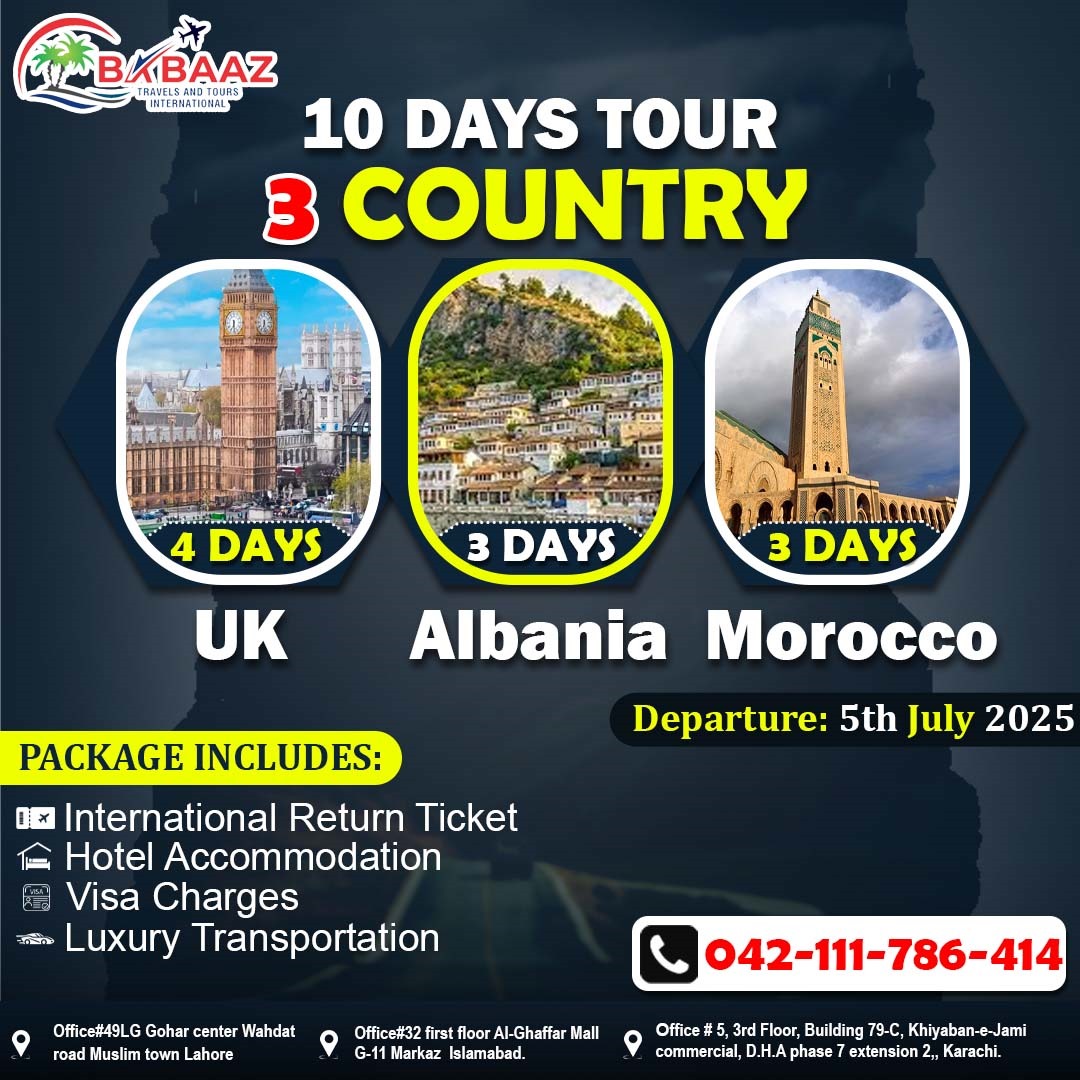 BABAAZ
TRAVELS AND TOURS
INTERNATIONAL
10 DAYS TOUR
3 COUNTRY
4 DAYS
3 DAYS
3 DAYS
UK
Albania
Morocco
Departure: 5th July 2025
PACKAGE INCLUDES:
International Return Ticket
Hotel Accommodation
VISA
Visa Charges
Luxury Transportation
042-111-786-414
Office#49LG Gohar center Wahdat
road Muslim town Lahore
Office#32 first floor Al-Ghaffar Mall
G-11 Markaz Islamabad.
Office # 5, 3rd Floor, Building 79-C, Khiyaban-e-Jami
commercial, D.H.A phase 7 extension 2,, Karachi.